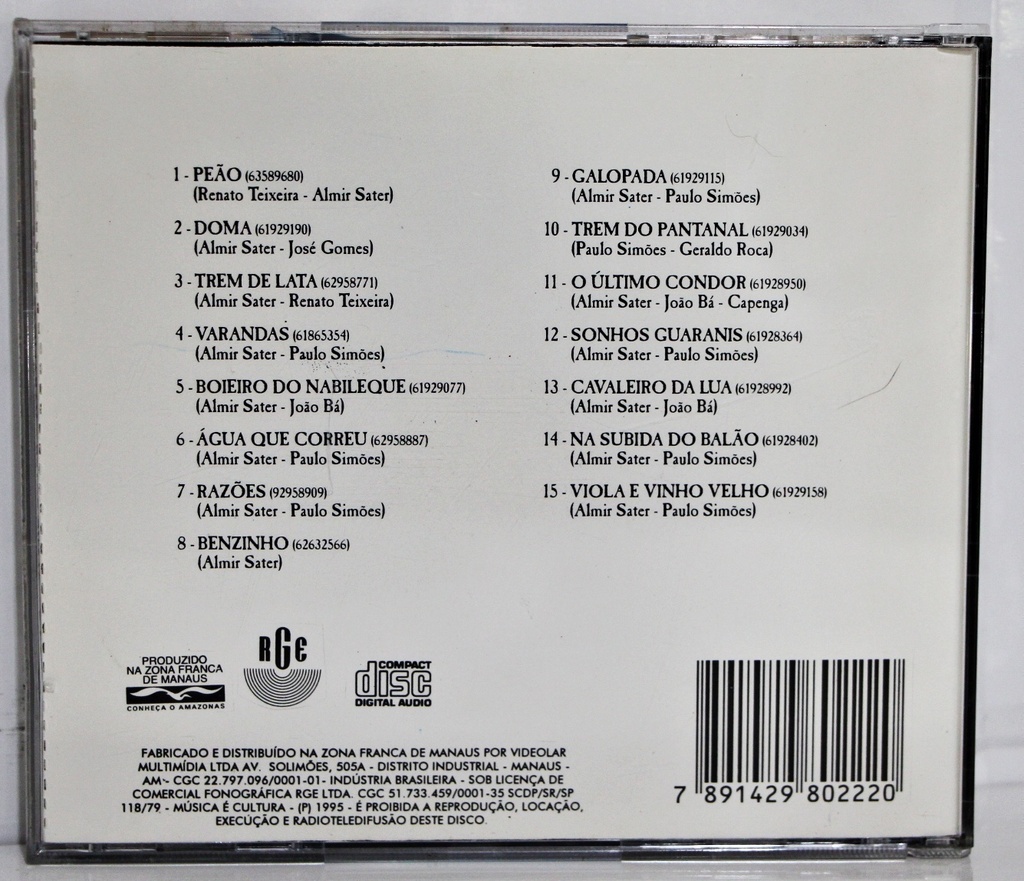 1 - PEÃO (63589680)
(Renato Teixeira - Almir Sater)
2 - DOMA (61929190)
(Almir Sater - José Gomes)
3 - TREM DE LATA (62958771)
(Almir Sater - Renato Teixeira)
4 - VARANDAS (61865354)
(Almir Sater - Paulo Simões)
5 - BOIEIRO DO NABILEQUE (61929077)
(Almir Sater - João Bá)
6 - ÁGUA QUE CORREU (62958887)
(Almir Sater - Paulo Simões)
7 - RAZÕES (92958909)
(Almir Sater - Paulo Simões)
8 - BENZINHO (62632566)
(Almir Sater)
9 - GALOPADA (61929115)
(Almir Sater - Paulo Simões)
10 - TREM DO PANTANAL (61929034)
(Paulo Simões - Geraldo Roca)
11 - O ÚLTIMO CONDOR (61928950)
(Almir Sater - João Bá - Capenga)
12 - SONHOS GUARANIS (61928364)
(Almir Sater - Paulo Simões)
13 - CAVALEIRO DA LUA (61928992)
(Almir Sater - João Bá)
14 - NA SUBIDA DO BALÃO (61928402)
(Almir Sater - Paulo Simões)
15 - VIOLA E VINHO VELHO (61929158)
(Almir Sater - Paulo Simões)
PRODUZIDO
NA ZONA FRANCA
DE MANAUS
CONHEÇA O AMAZONAS
RGE
COMPACT
disc
DIGITAL AUDIO
FABRICADO E DISTRIBUÍDO NA ZONA FRANCA DE MANAUS POR VIDEOLAR
MULTIMÍDIA LTDA AV. SOLIMÕES, 505A - DISTRITO INDUSTRIAL - MANAUS -
AM - CGC 22.797.096/0001-01 - INDÚSTRIA BRASILEIRA - SOB LICENÇA DE
COMERCIAL FONOGRÁFICA RGE LTDA. CGC 51.733.459/0001-35 SCDP/SR/SP
118/79 - MÚSICA É CULTURA - (P) 1995 - É PROIBIDA A REPRODUÇÃO, LOCAÇÃO,
EXECUÇÃO E RADIOTELEDIFUSÃO DESTE DISCO.
7 891429 802220